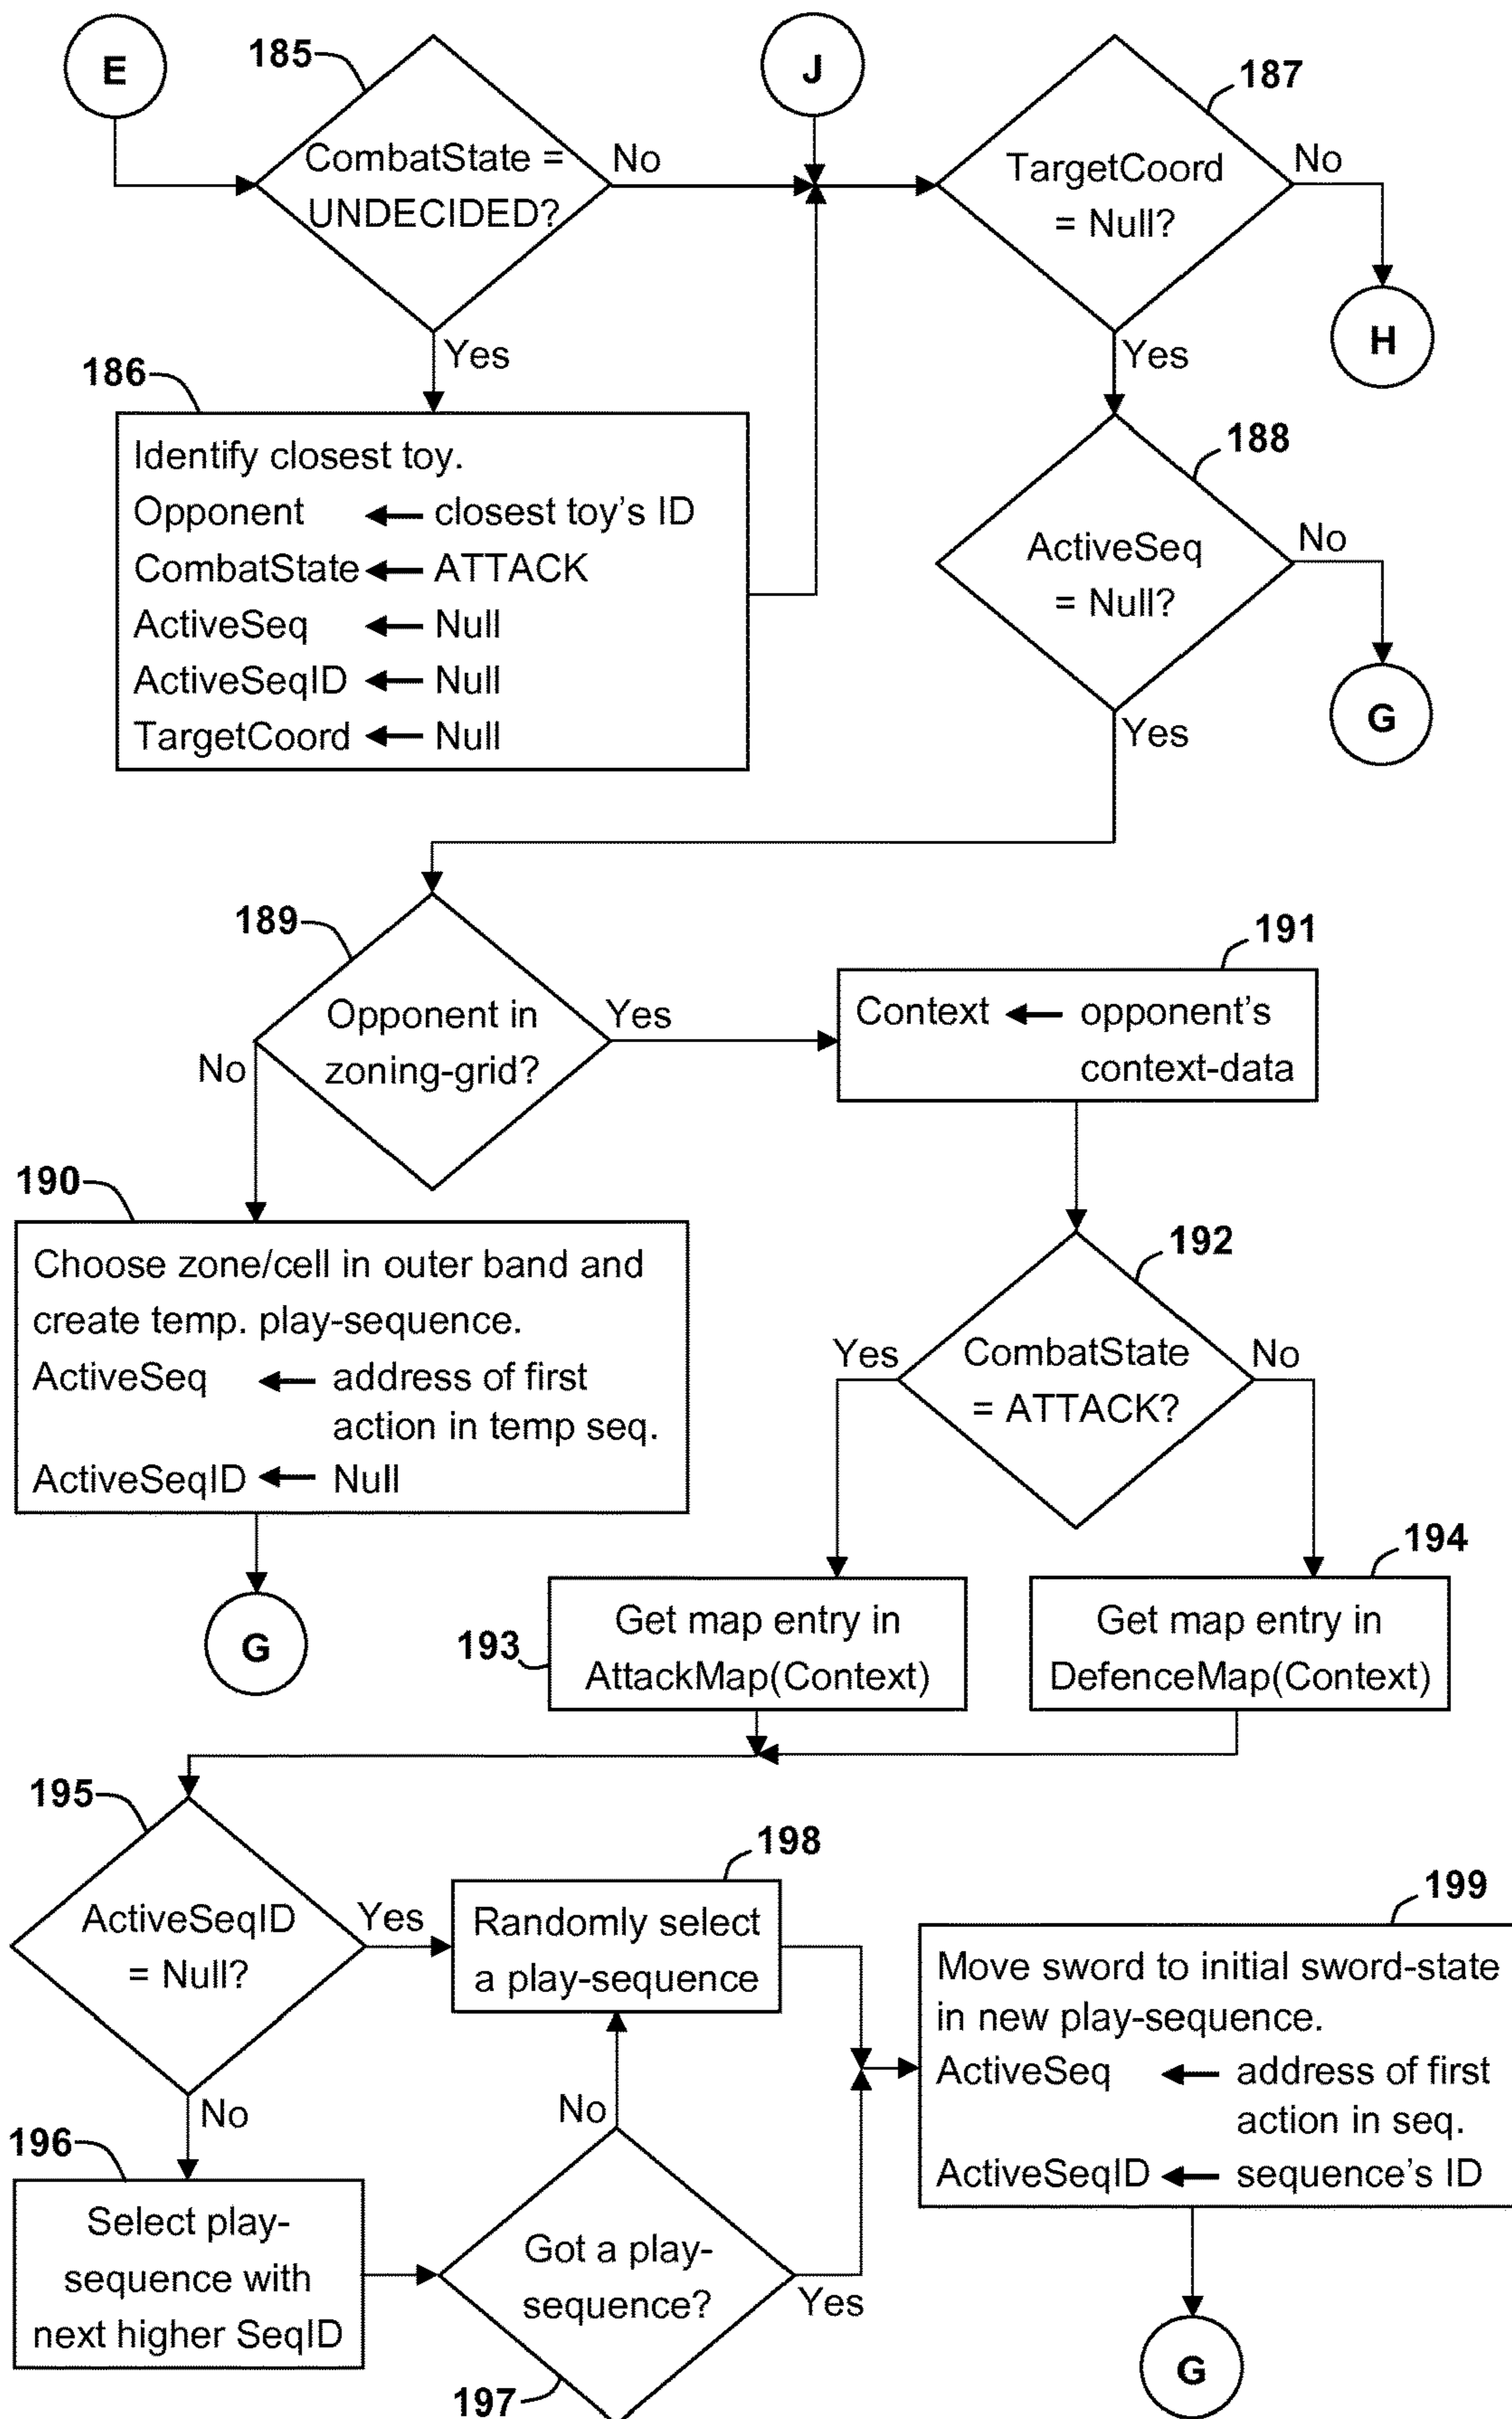 E
185
CombatState =
UNDECIDED?
No
Yes
J
187
TargetCoord
= Null?
No
H
Yes
186
Identify closest toy.
Opponent ← closest toy's ID
CombatState ← ATTACK
ActiveSeq ← Null
ActiveSeqID ← Null
TargetCoord ← Null
188
ActiveSeq
= Null?
No
G
Yes
189
Opponent in
zoning-grid?
Yes
No
191
Context ← opponent's
context-data
190
Choose zone/cell in outer band and
create temp. play-sequence.
ActiveSeq ← address of first
action in temp seq.
ActiveSeqID ← Null
G
192
CombatState
= ATTACK?
Yes
No
193
Get map entry in
AttackMap(Context)
194
Get map entry in
DefenceMap(Context)
195
ActiveSeqID
= Null?
Yes
No
198
Randomly select
a play-sequence
196
Select play-
sequence with
next higher SeqID
197
Got a play-
sequence?
No
Yes
199
Move sword to initial sword-state
in new play-sequence.
ActiveSeq ← address of first
action in seq.
ActiveSeqID ← sequence's ID
G